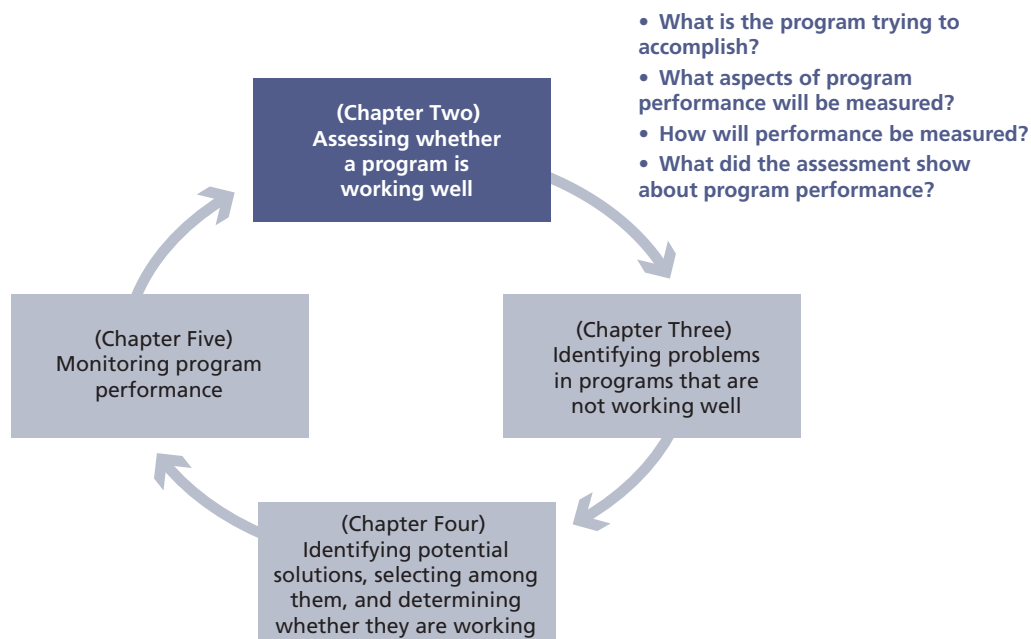 • What is the program trying to
accomplish?
• What aspects of program
performance will be measured?
• How will performance be measured?
• What did the assessment show
about program performance?
(Chapter Two)
Assessing whether
a program is
working well
(Chapter Three)
Identifying problems
in programs that are
not working well
(Chapter Four)
Identifying potential
solutions, selecting among
them, and determining
whether they are working
(Chapter Five)
Monitoring program
performance